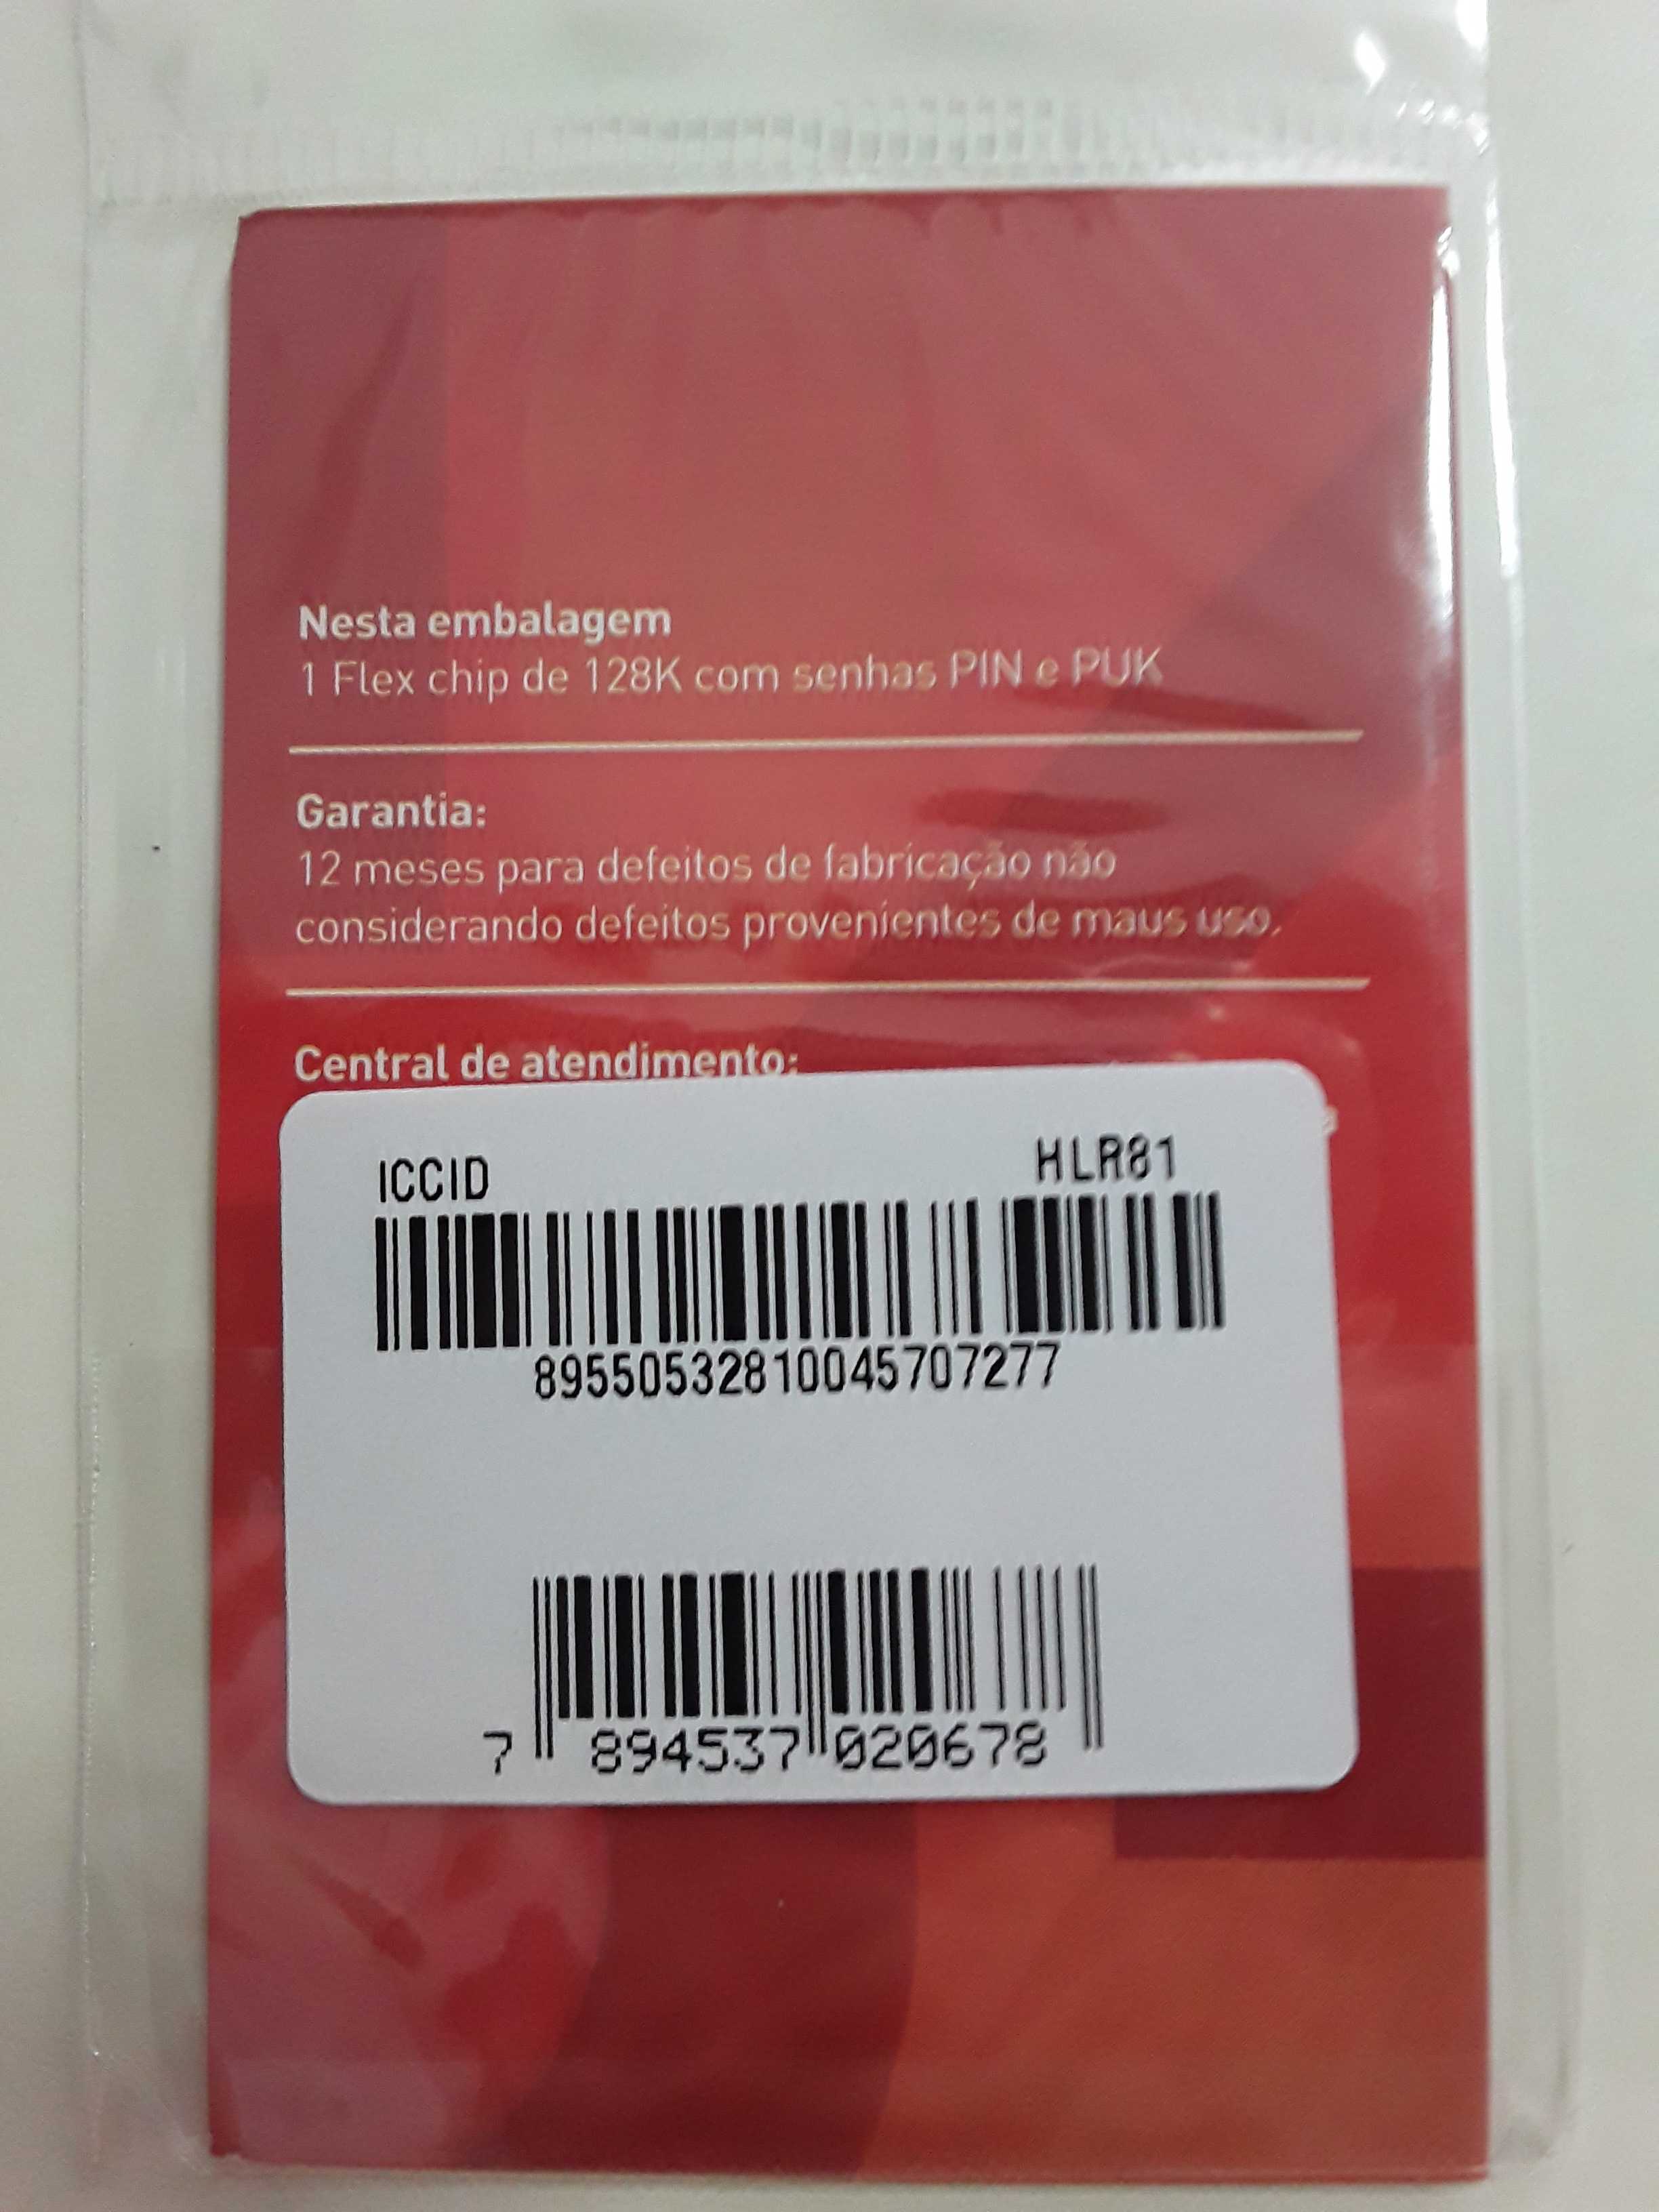 Nesta embalagem
1 Flex chip de 128K com senhas PIN e PUK
Garantia:
12 meses para defeitos de fabricação não
considerando defeitos provenientes de maus uso.
Central de atendimento:
ICCID HLR81
89550532810045707277
7 894537 020678